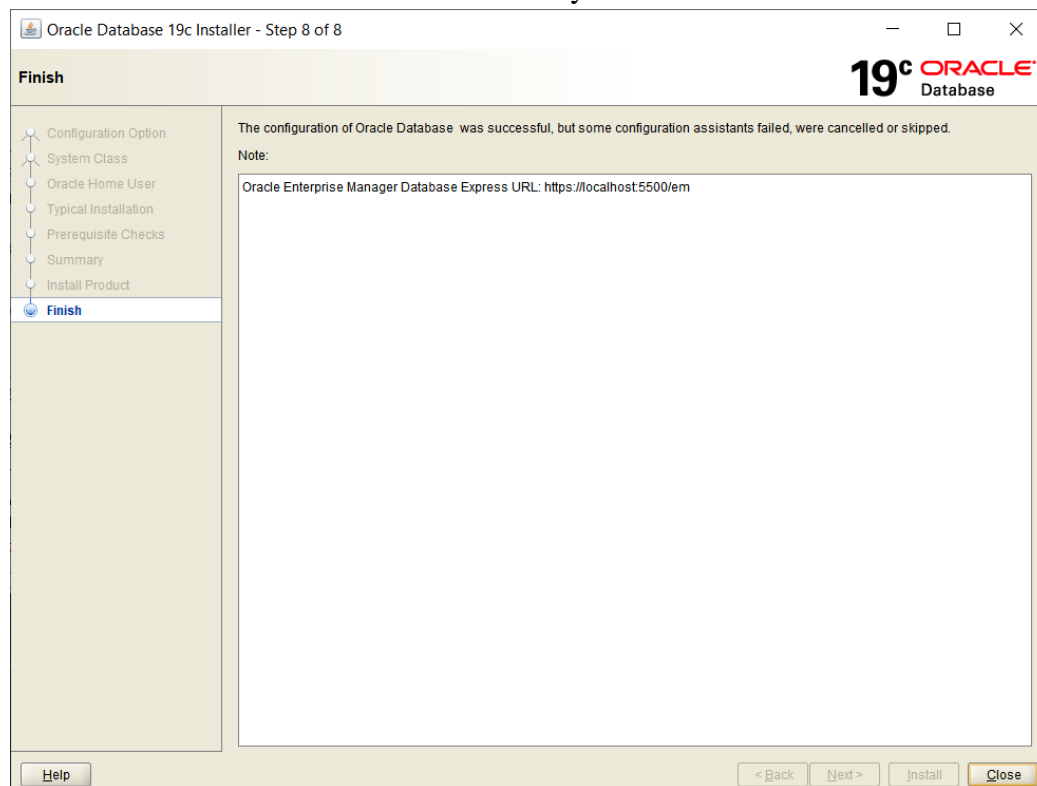 Oracle Database 19c Installer - Step 8 of 8
Finish
19c ORACLE
Database
Configuration Option
System Class
Oracle Home User
Typical Installation
Prerequisite Checks
Summary
Install Product
Finish
The configuration of Oracle Database  was successful, but some configuration assistants failed, were cancelled or skipped.
Note:
Oracle Enterprise Manager Database Express URL: https://localhost:5500/em
Help
< Back
Next >
Install
Close